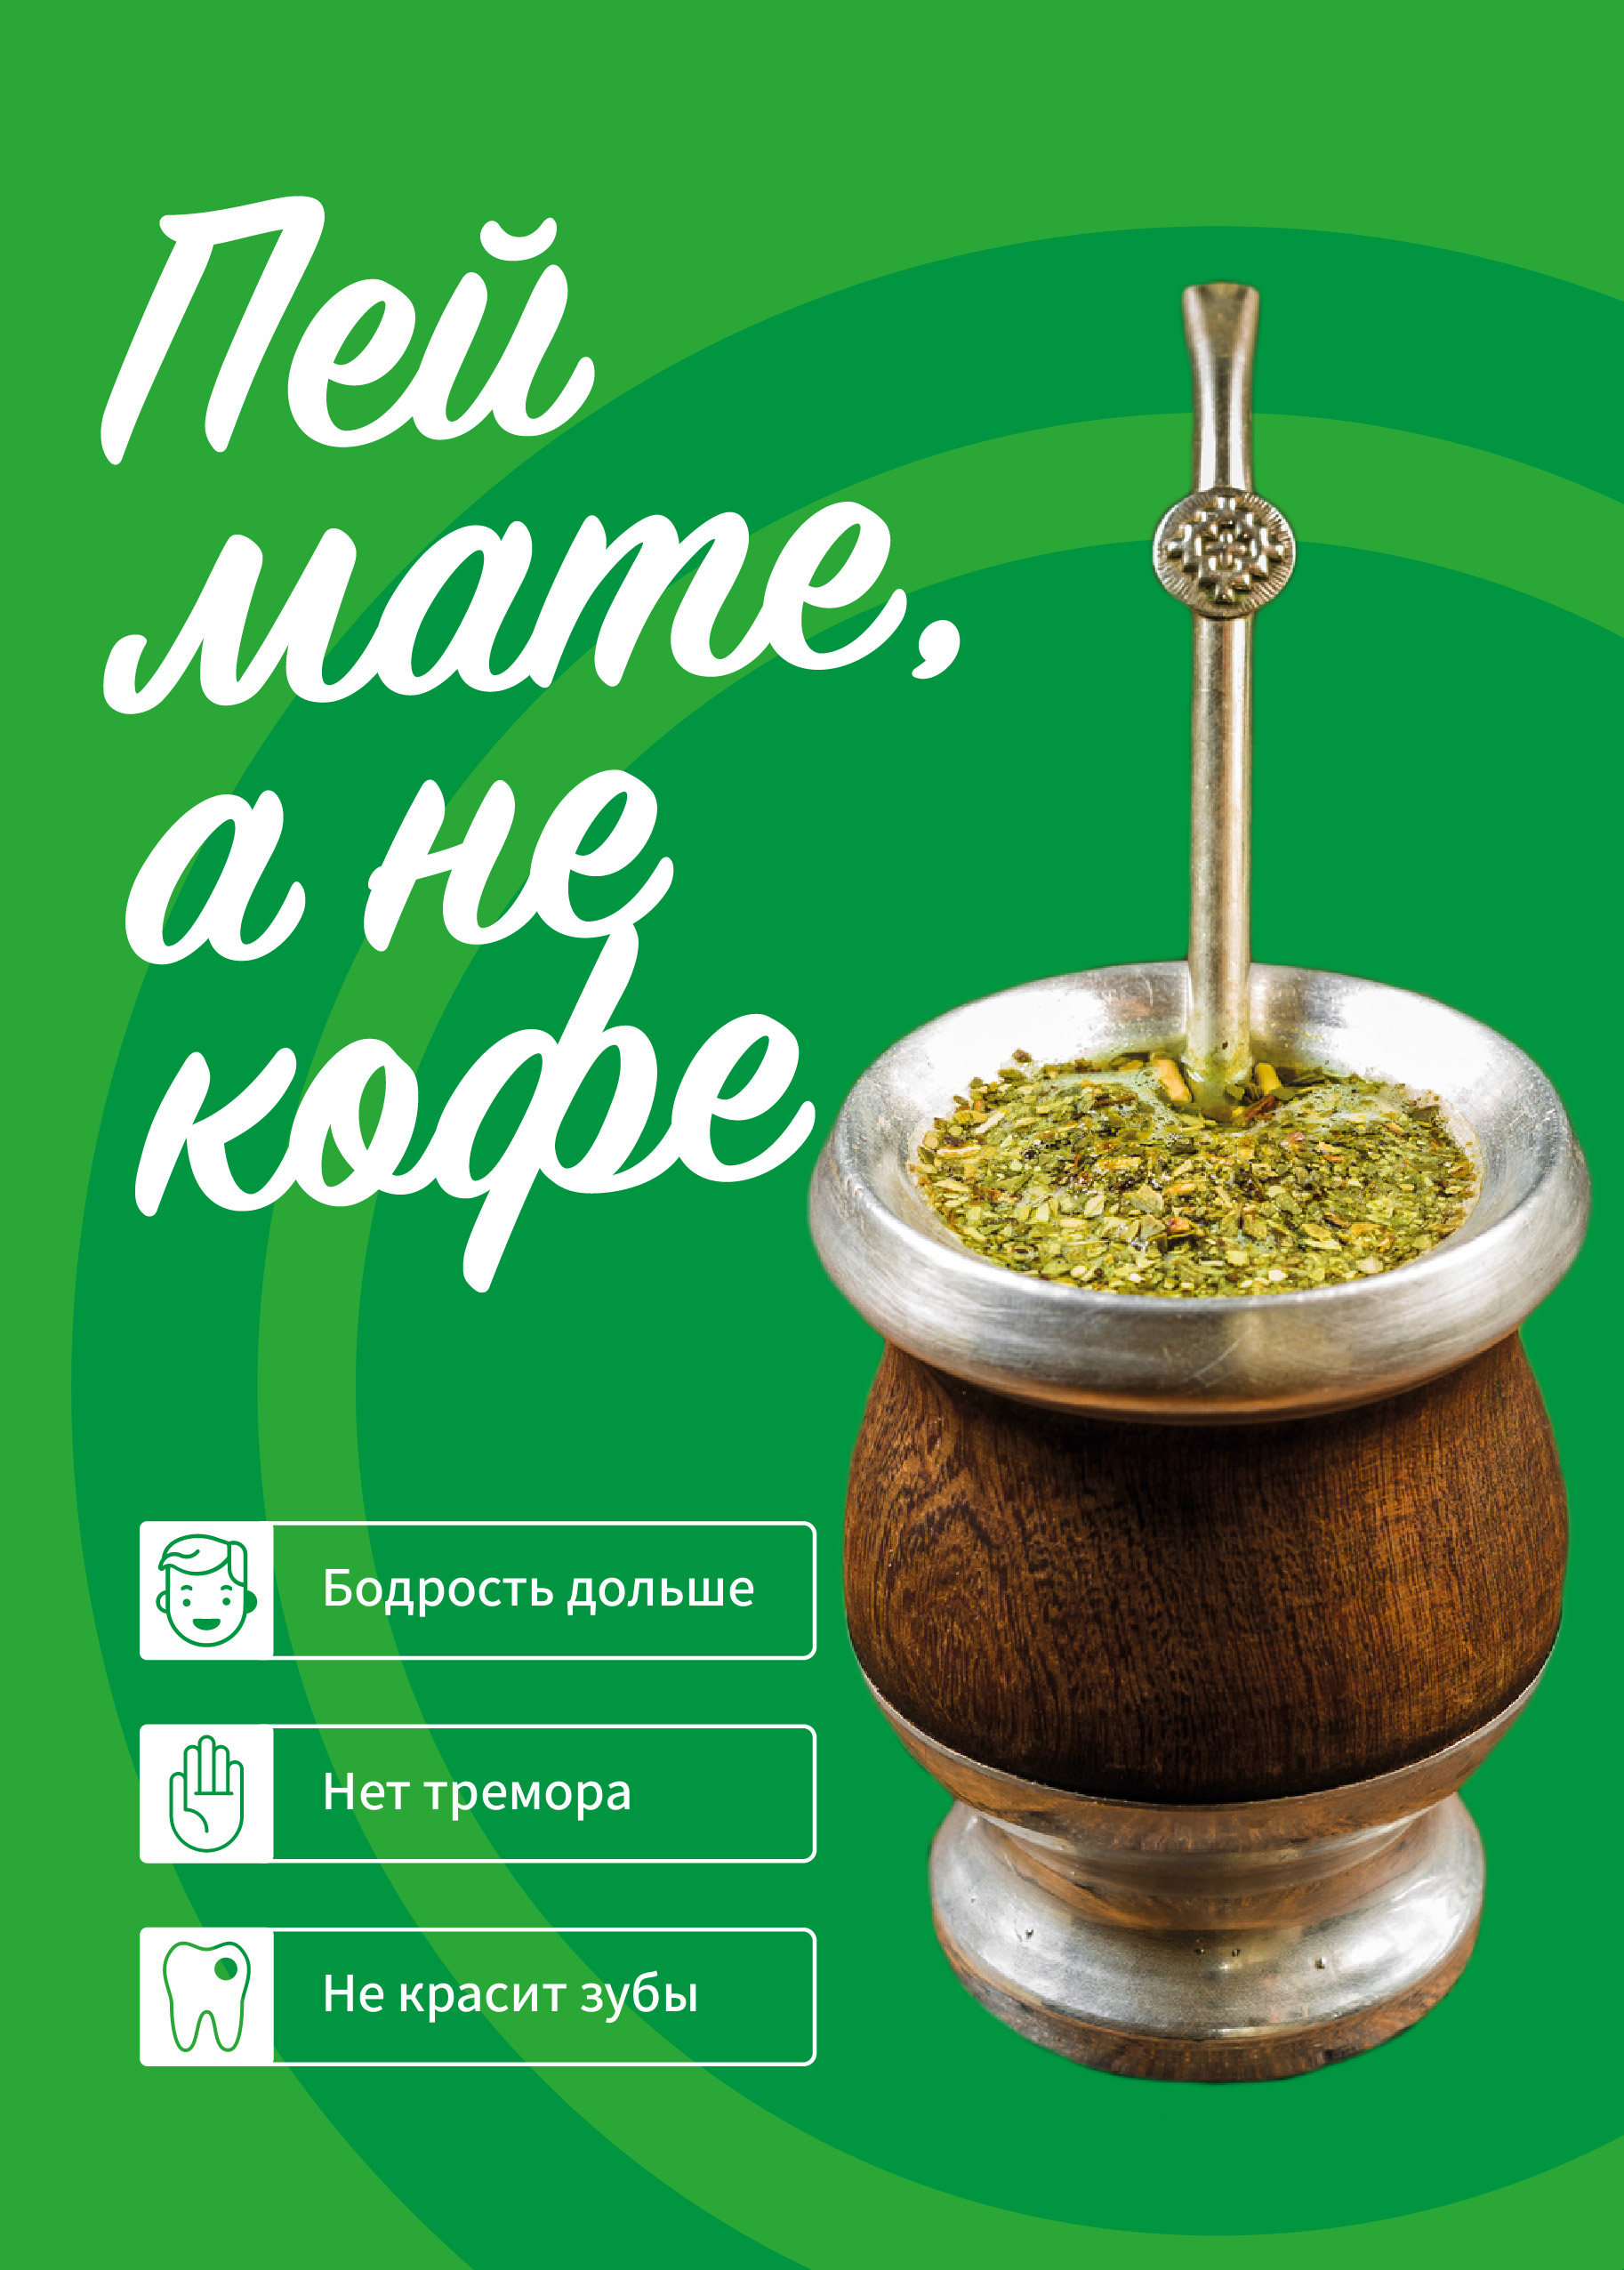 Пей
мате,
а не
кофе
Бодрость дольше
Нет тремора
Не красит зубы